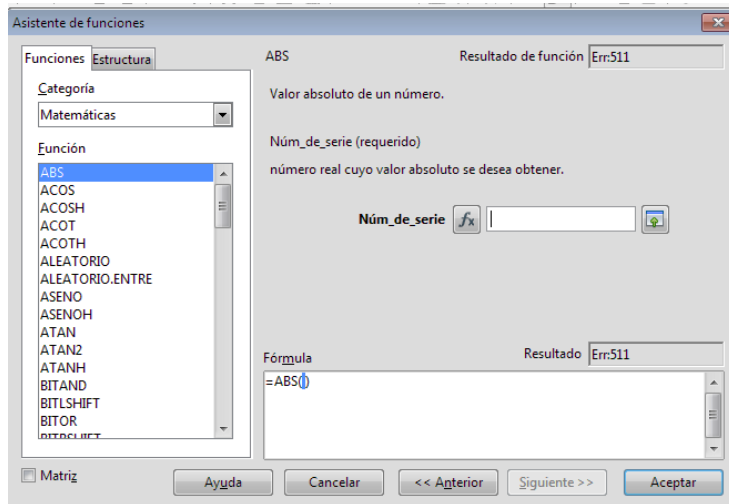 Asistente de funciones
Funciones Estructura
Categoría
Matemáticas
Función
ABS
ACOS
ACOSH
ACOT
ACOTH
ALEATORIO
ALEATORIO.ENTRE
ASENO
ASENOH
ATAN
ATAN2
ATANH
BITAND
BITLSHIFT
BITOR
BITRSHIFT
Matriz
ABS
Resultado de función Err:511
Valor absoluto de un número.
Núm_de_serie (requerido)
número real cuyo valor absoluto se desea obtener.
Núm_de_serie fx
Resultado Err:511
Fórmula
=ABS()
Ayuda Cancelar << Anterior Siguiente >> Aceptar